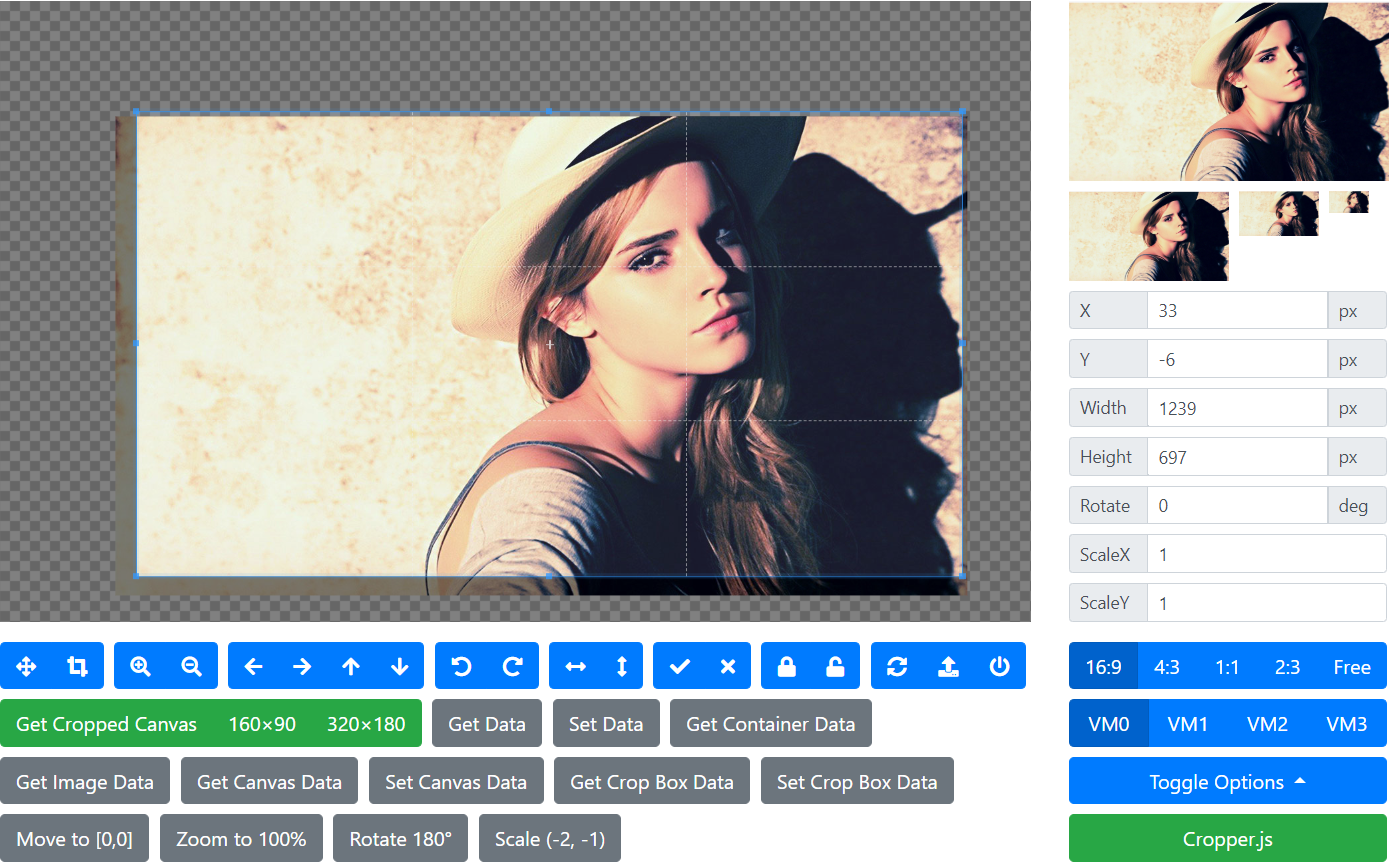 X 33 px
Y -6 px
Width 1239 px
Height 697 px
Rotate 0 deg
ScaleX 1
ScaleY 1
16:9 4:3 1:1 2:3 Free
Get Cropped Canvas 160×90 320×180 Get Data Set Data Get Container Data
VM0 VM1 VM2 VM3
Get Image Data Get Canvas Data Set Canvas Data Get Crop Box Data Set Crop Box Data
Toggle Options
Move to [0,0] Zoom to 100% Rotate 180° Scale (-2, -1)
Cropper.js